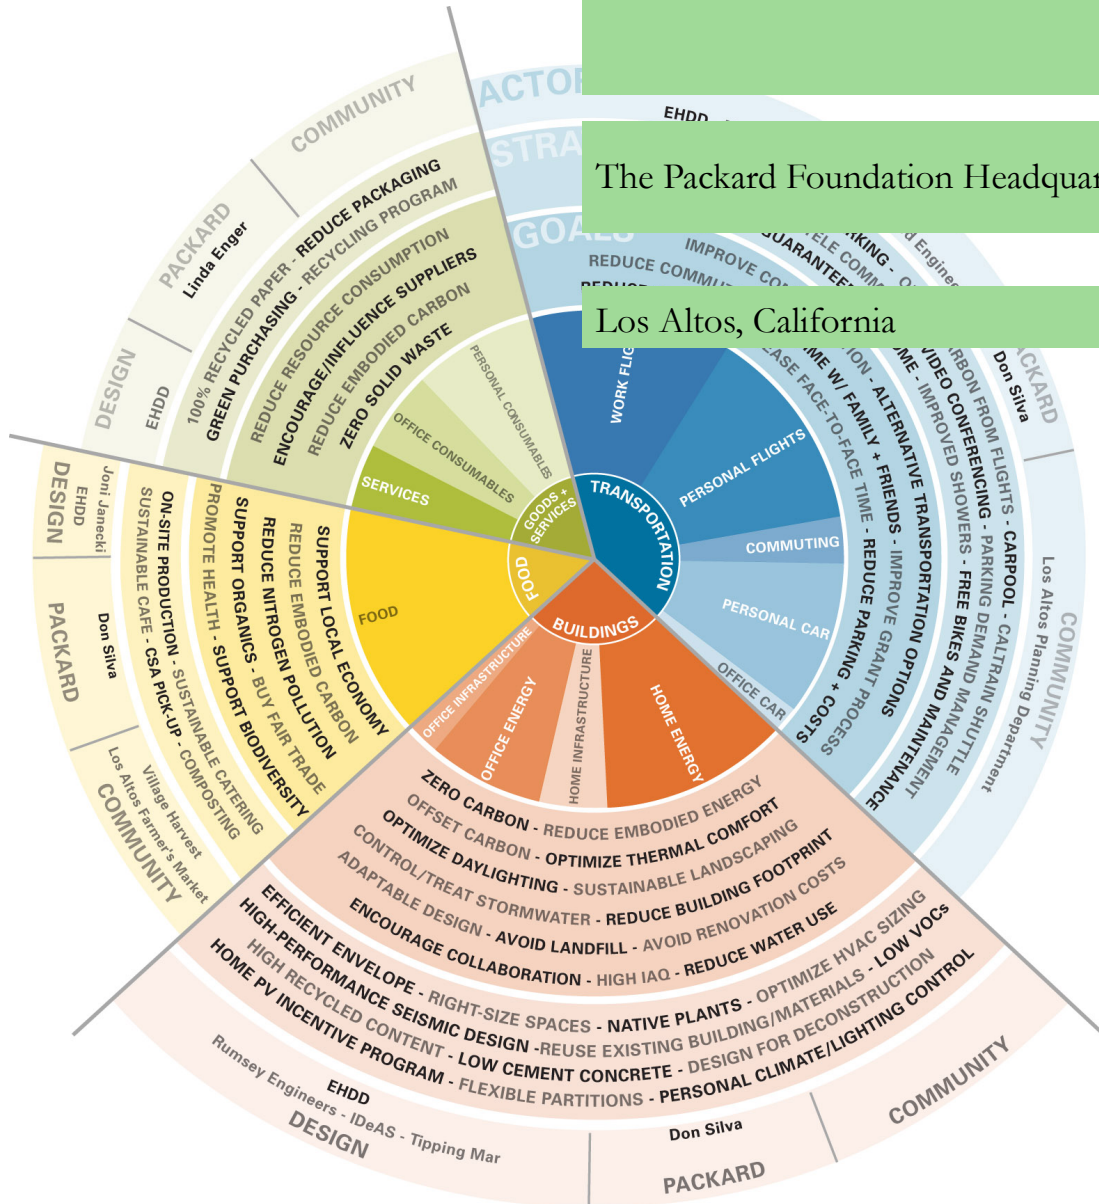 The Packard Foundation Headquar
Los Altos, California
ACTOR
STRA
GOALS
EHDD
IMPROVE
REDUCE
WORK
PERSONAL FLIGHTS
COMMUTING
PERSONAL CAR
OFFICE CAR
TRANSPORTATION
ALTERNATIVE TRANSPORTATION OPTIONS
W/ FAMILY + FRIENDS - IMPROVE GRANT PROCESS
FACE-TO-FACE TIME - REDUCE PARKING + COSTS
FROM FLIGHTS - CARPOOL - CALTRAIN SHUTTLE
VIDEO CONFERENCING - PARKING DEMAND MANAGEMENT
IMPROVED SHOWERS - FREE BIKES AND MAINTENANCE
Don Silva
COMMUNITY
Los Altos Planning Department
BUILDINGS
HOME ENERGY
HOME INFRASTRUCTURE
OFFICE ENERGY
OFFICE INFRASTRUCTURE
ZERO CARBON - REDUCE EMBODIED ENERGY
OFFSET CARBON - OPTIMIZE THERMAL COMFORT
OPTIMIZE DAYLIGHTING - SUSTAINABLE LANDSCAPING
CONTROL/TREAT STORMWATER - REDUCE BUILDING FOOTPRINT
ADAPTABLE DESIGN - AVOID LANDFILL - AVOID RENOVATION COSTS
ENCOURAGE COLLABORATION - HIGH IAQ - REDUCE WATER USE
EFFICIENT ENVELOPE - RIGHT-SIZE SPACES - NATIVE PLANTS - OPTIMIZE HVAC SIZING
HIGH-PERFORMANCE SEISMIC DESIGN -REUSE EXISTING BUILDING/MATERIALS - LOW VOCs
HIGH RECYCLED CONTENT - LOW CEMENT CONCRETE - DESIGN FOR DECONSTRUCTION
HOME PV INCENTIVE PROGRAM - FLEXIBLE PARTITIONS - PERSONAL CLIMATE/LIGHTING CONTROL
EHDD
Rumsey Engineers - IDeAS - Tipping Mar
DESIGN
Don Silva
PACKARD
COMMUNITY
FOOD
FOOD
SUPPORT LOCAL ECONOMY
REDUCE EMBODIED CARBON
REDUCE NITROGEN POLLUTION
SUPPORT ORGANICS - BUY FAIR TRADE
PROMOTE HEALTH - SUPPORT BIODIVERSITY
ON-SITE PRODUCTION - SUSTAINABLE CATERING
SUSTAINABLE CAFE - CSA PICK-UP - COMPOSTING
Joni Janecki
EHDD
DESIGN
Don Silva
PACKARD
Village Harvest
Los Altos Farmer's Market
COMMUNITY
GOODS +
SERVICES
SERVICES
OFFICE CONSUMABLES
PERSONAL CONSUMABLES
REDUCE RESOURCE CONSUMPTION
ENCOURAGE/INFLUENCE SUPPLIERS
REDUCE EMBODIED CARBON
ZERO SOLID WASTE
100% RECYCLED PAPER - REDUCE PACKAGING
GREEN PURCHASING - RECYCLING PROGRAM
DESIGN
EHDD
PACKARD
Linda Enger
COMMUNITY